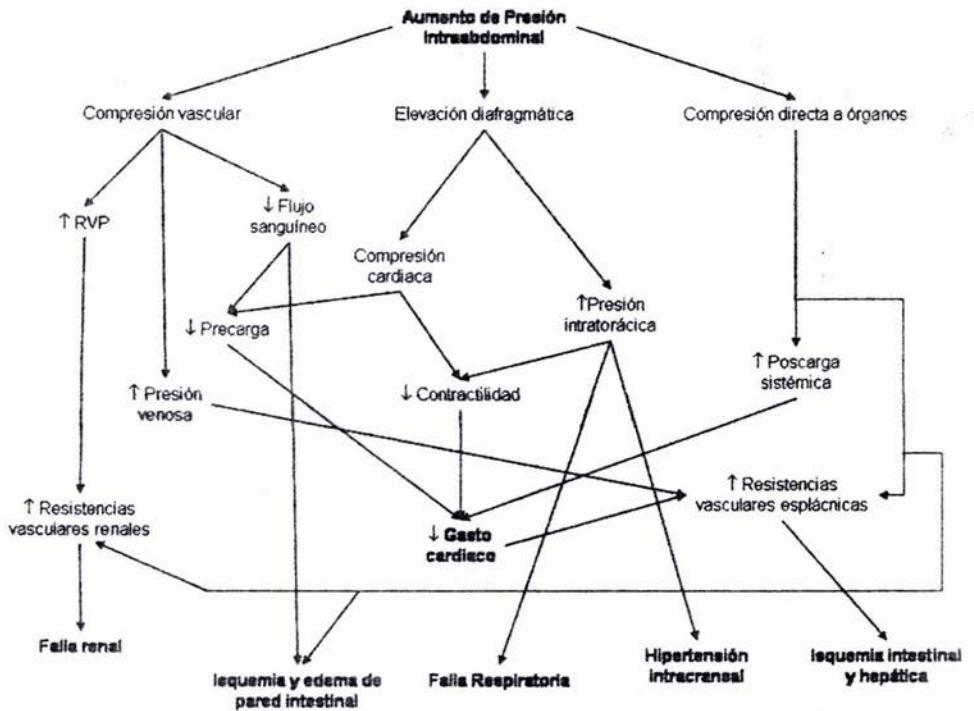 Aumento de Presión
intraabdominal
Compresión vascular
Elevación diafragmática
Compresión directa a órganos
↑ RVP
↓ Flujo
sanguíneo
Compresión
cardiaca
↑Presión
intratorácica
↓ Precarga
↑ Poscarga
sistémica
↑ Presión
venosa
↓ Contractilidad
↑ Resistencias
vasculares renales
↓ Gasto
cardiaco
↑ Resistencias
vasculares esplácnicas
Falla renal
Isquemia y edema de
pared intestinal
Falla Respiratoria
Hipertensión
intracraneal
Isquemia intestinal
y hepática